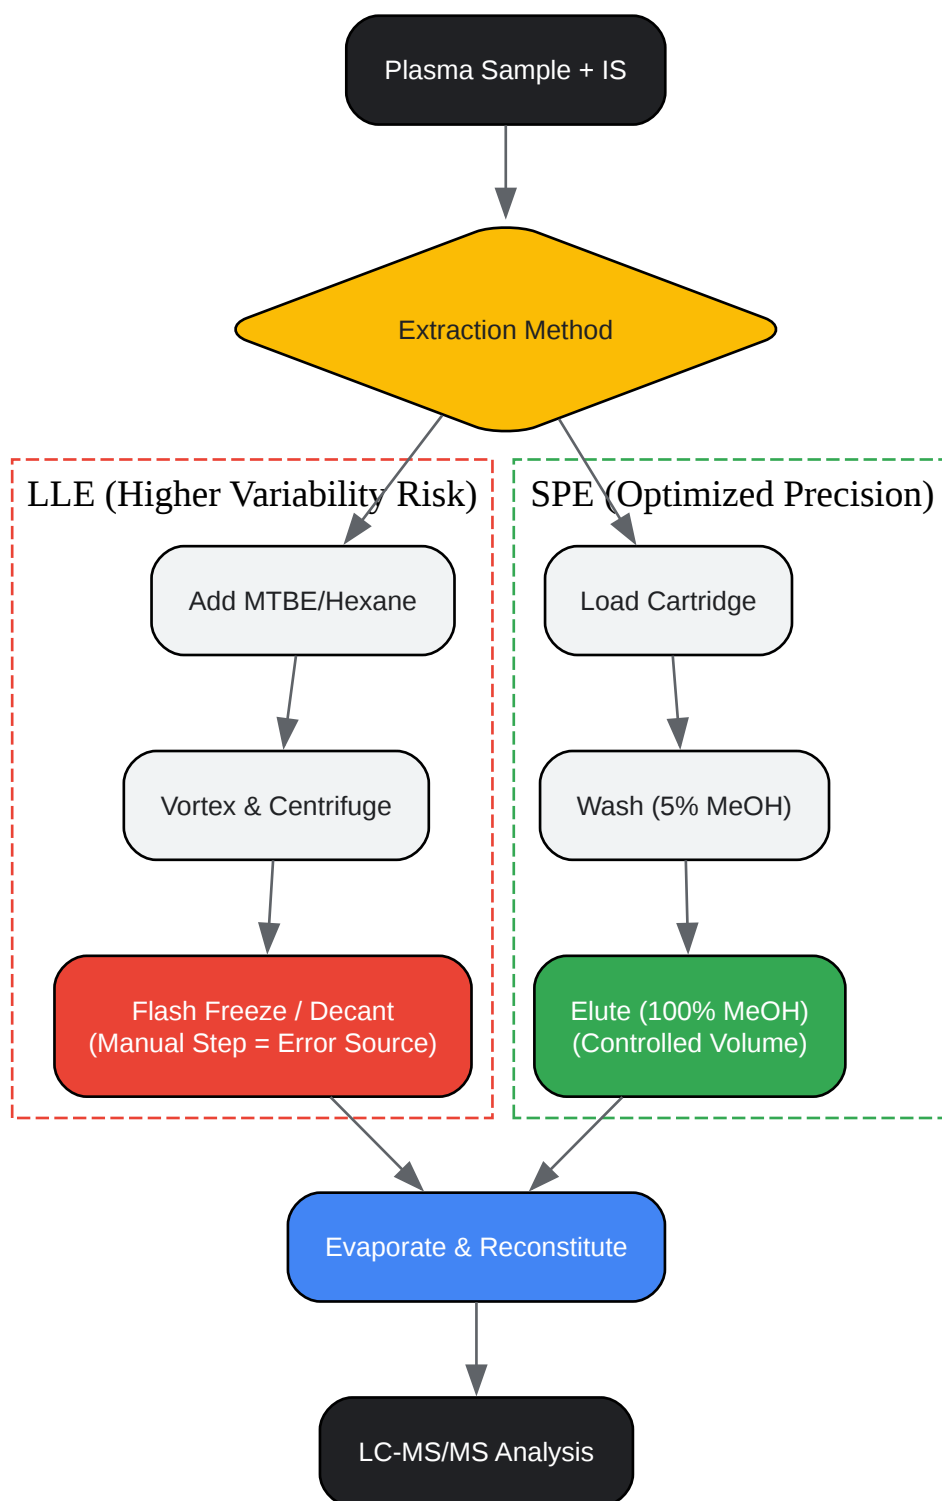 Plasma Sample + IS
Extraction Method
LLE (Higher Variability Risk)
SPE (Optimized Precision)
Add MTBE/Hexane
Load Cartridge
Vortex & Centrifuge
Wash (5% MeOH)
Flash Freeze / Decant
(Manual Step = Error Source)
Elute (100% MeOH)
(Controlled Volume)
Evaporate & Reconstitute
LC-MS/MS Analysis